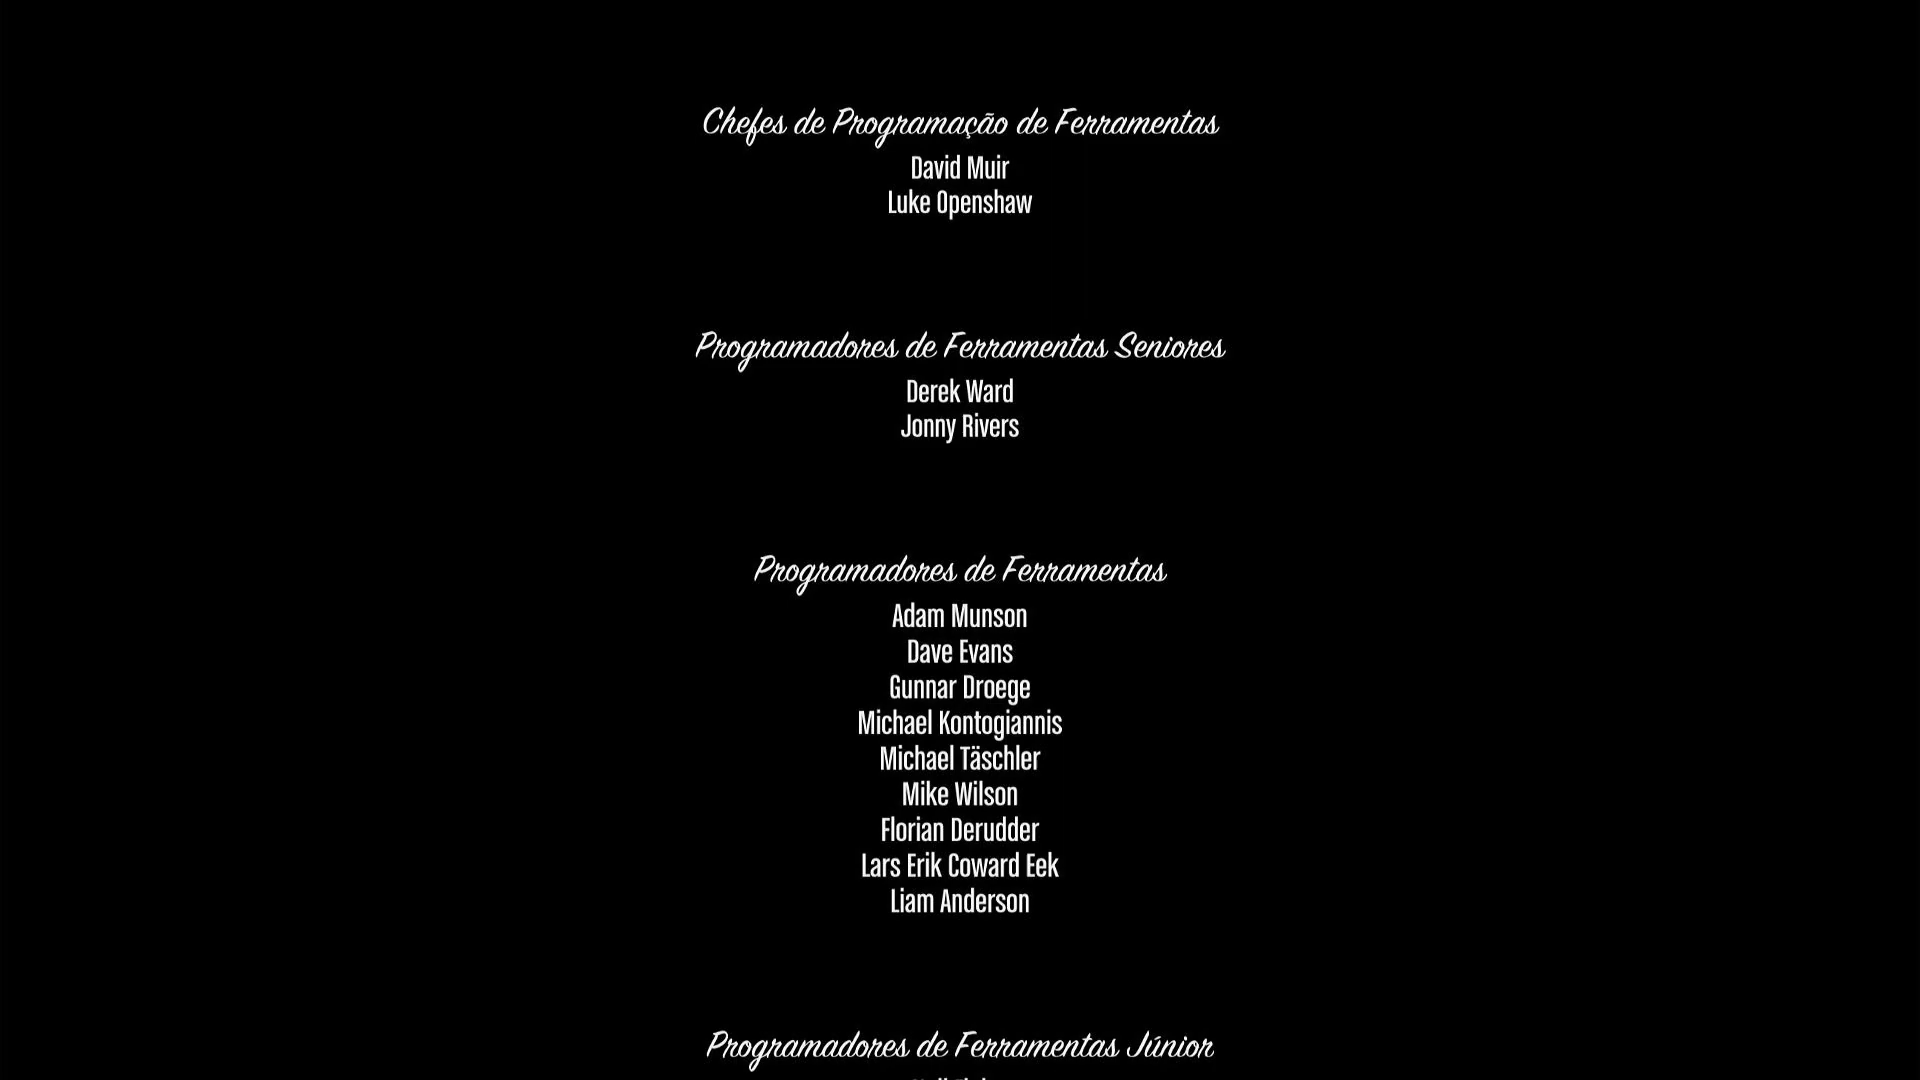 Chefes de Programação de Ferramentas
David Muir
Luke Openshaw
Programadores de Ferramentas Seniores
Derek Ward
Jonny Rivers
Programadores de Ferramentas
Adam Munson
Dave Evans
Gunnar Droege
Michael Kontogiannis
Michael Täschler
Mike Wilson
Florian Derudder
Lars Erik Coward Eek
Liam Anderson
Programadores de Ferramentas Júnior